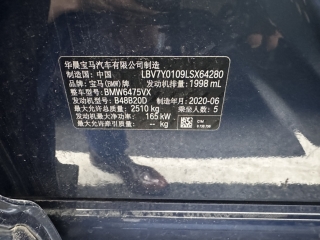 华晨宝马汽车有限公司制造
制造国：中国 LBV7Y0109LSX64280
品牌：宝马(BMW)牌 发动机排量：1998 mL
整车型号：BMW6475VX
发动机型号：B48B20D 制造年月：2020-06
最大允许总质量：2510 kg 乘坐人数：5
发动机最大净功率：165 kW
最大允许牵引总质量： kg